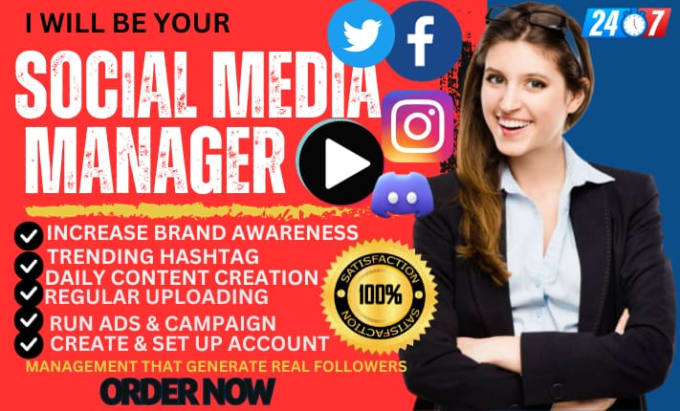 I WILL BE YOUR
24 7
SOCIAL MEDIA
MANAGER
INCREASE BRAND AWARENESS
TRENDING HASHTAG
DAILY CONTENT CREATION
REGULAR UPLOADING
RUN ADS & CAMPAIGN
CREATE & SET UP ACCOUNT
SATISFACTION
100%
SATISFACTION
MANAGEMENT THAT GENERATE REAL FOLLOWERS
ORDER NOW